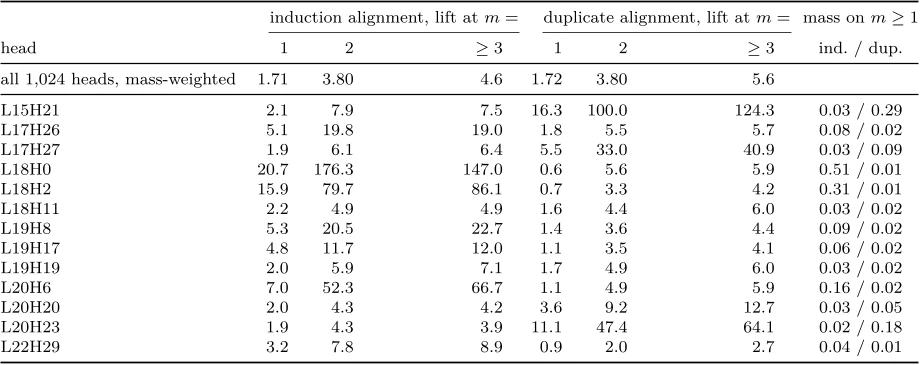 induction alignment, lift at m = duplicate alignment, lift at m = mass on m ≥ 1
head 1 2 ≥ 3 1 2 ≥ 3 ind. / dup.
all 1,024 heads, mass-weighted 1.71 3.80 4.6 1.72 3.80 5.6
L15H21 2.1 7.9 7.5 16.3 100.0 124.3 0.03 / 0.29
L17H26 5.1 19.8 19.0 1.8 5.5 5.7 0.08 / 0.02
L17H27 1.9 6.1 6.4 5.5 33.0 40.9 0.03 / 0.09
L18H0 20.7 176.3 147.0 0.6 5.6 5.9 0.51 / 0.01
L18H2 15.9 79.7 86.1 0.7 3.3 4.2 0.31 / 0.01
L18H11 2.2 4.9 4.9 1.6 4.4 6.0 0.03 / 0.02
L19H8 5.3 20.5 22.7 1.4 3.6 4.4 0.09 / 0.02
L19H17 4.8 11.7 12.0 1.1 3.5 4.1 0.06 / 0.02
L19H19 2.0 5.9 7.1 1.7 4.9 6.0 0.03 / 0.02
L20H6 7.0 52.3 66.7 1.1 4.9 5.9 0.16 / 0.02
L20H20 2.0 4.3 4.2 3.6 9.2 12.7 0.03 / 0.05
L20H23 1.9 4.3 3.9 11.1 47.4 64.1 0.02 / 0.18
L22H29 3.2 7.8 8.9 0.9 2.0 2.7 0.04 / 0.01